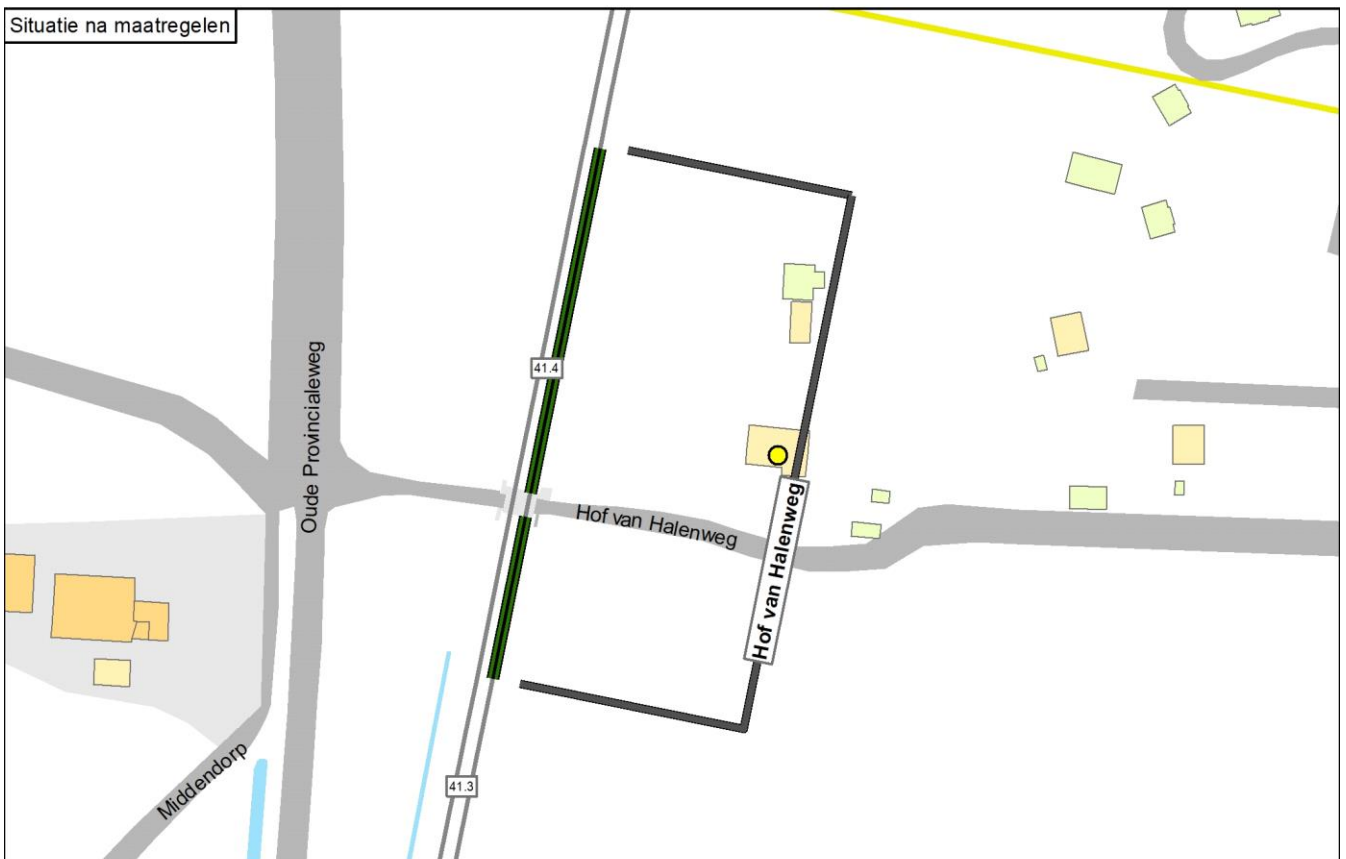 Situatie na maatregelen
41.4
Oude Provincialeweg
Hof van Halenweg
Hof van Halenweg
Middendorp
41.3